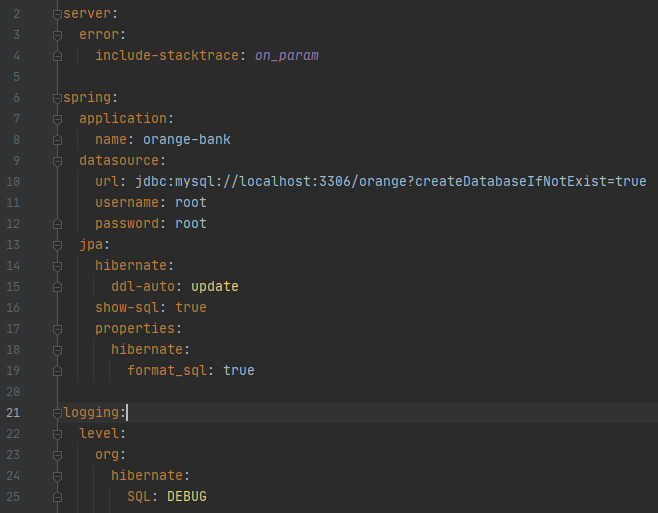 2 server:
3   error:
4     include-stacktrace: on_param
5
6 spring:
7   application:
8     name: orange-bank
9   datasource:
10     url: jdbc:mysql://localhost:3306/orange?createDatabaseIfNotExist=true
11     username: root
12     password: root
13   jpa:
14     hibernate:
15       ddl-auto: update
16     show-sql: true
17     properties:
18       hibernate:
19         format_sql: true
20
21 logging:
22   level:
23     org:
24       hibernate:
25         SQL: DEBUG